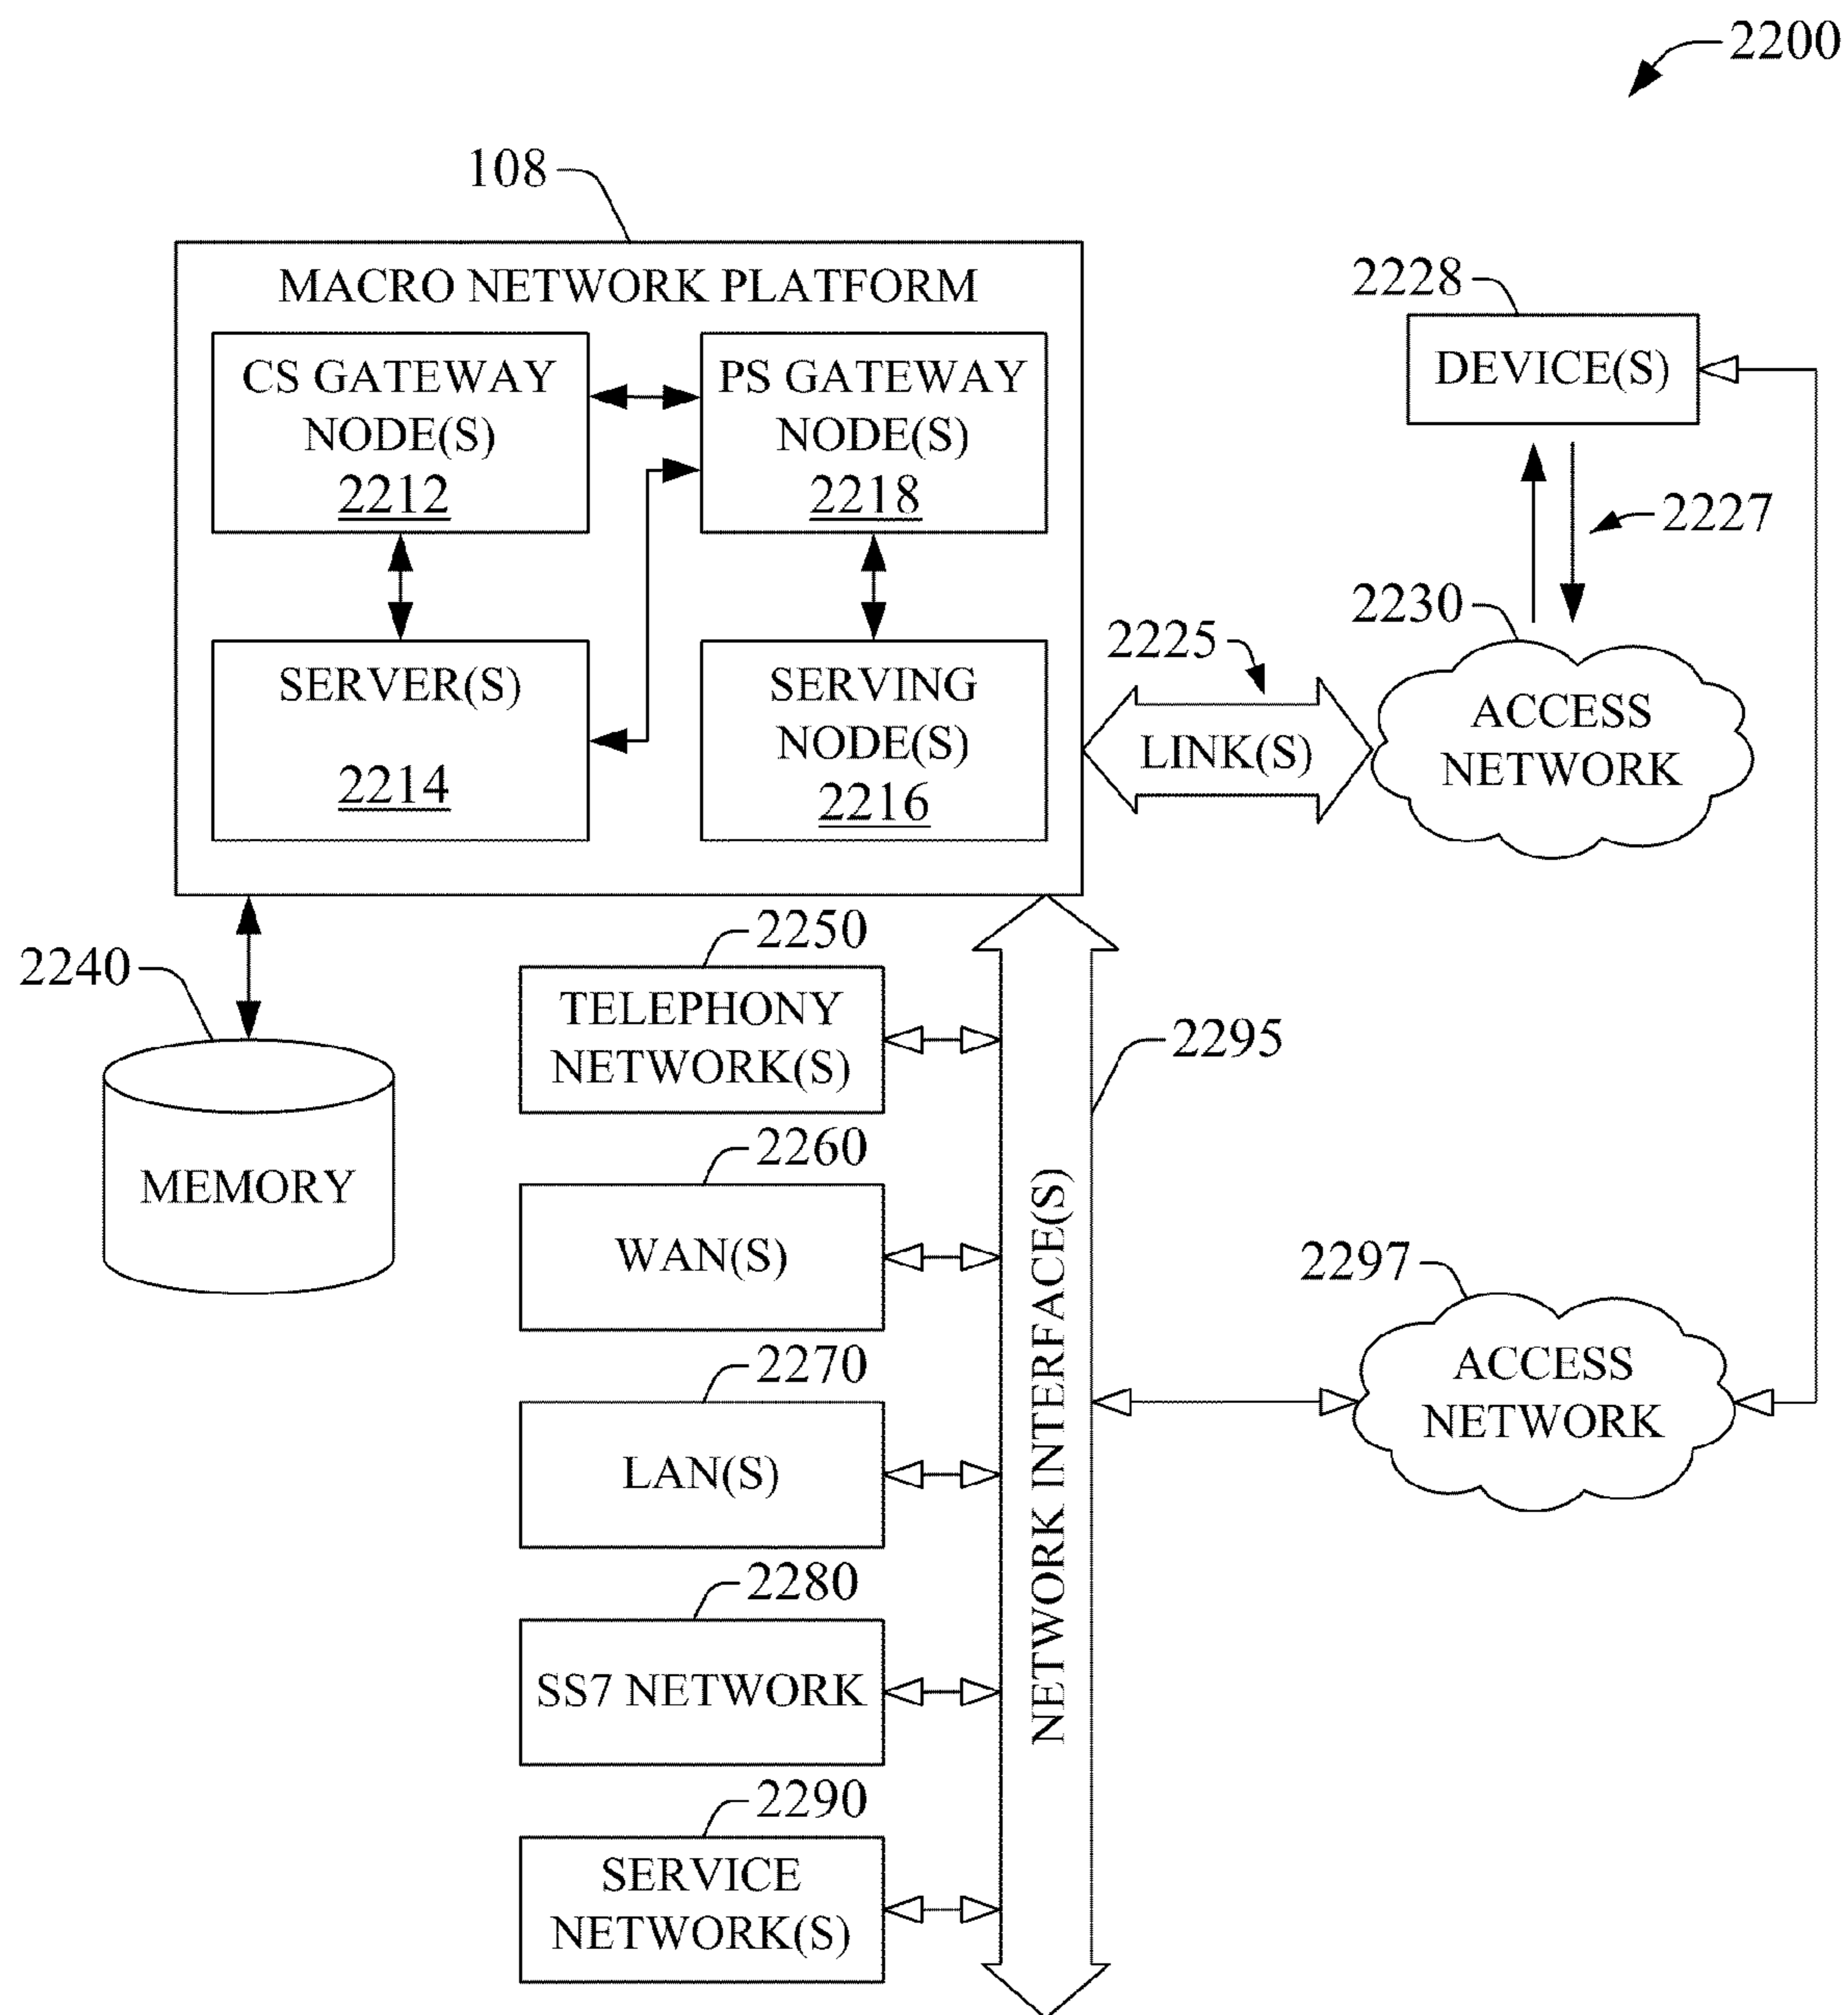 2200
108
MACRO NETWORK PLATFORM
CS GATEWAY
NODE(S)
2212
PS GATEWAY
NODE(S)
2218
SERVER(S)
2214
SERVING
NODE(S)
2216
2228
DEVICE(S)
2227
2230
ACCESS
NETWORK
2225
LINK(S)
2240
MEMORY
2250
TELEPHONY
NETWORK(S)
2260
WAN(S)
2270
LAN(S)
2280
SS7 NETWORK
2290
SERVICE
NETWORK(S)
2295
NETWORK INTERFACE(S)
2297
ACCESS
NETWORK